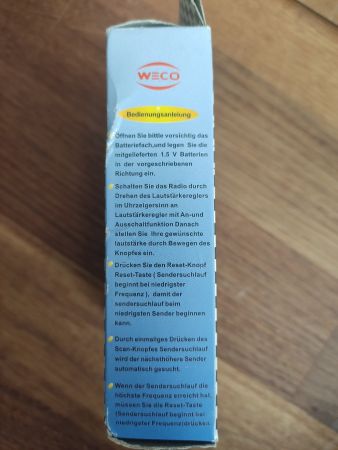 WECO
Bedienungsanleiung
Öffnen Sie bittle vorsichtig das
Batteriefach,und legen Sie die
mitgelieferten 1.5 V Batterien
in der vorgeschriebenen
Richtung ein.
Schalten Sie das Radio durch
Drehen des Lautstärkereglers
im Uhrzeigersinn an
Lautstärkeregler mit An-und
Ausschaltfunktion Danach
stellen Sie Ihre gewünschte
lautstärke durch Bewegen des
Knopfes ein.
Drücken Sie den Reset-Knopf
Reset-Taste ( Sendersuchlauf
beginnt bei niedrigster
Frequenz ), damit der
sendersuchlauf beim
niedrigsten Sender beginnen
kann.
Durch einmaliges Drücken des
Scan-Knopfes Sendersuchlauf
wird der nächsthöhere Sender
automatisch gesucht.
Wenn der Sendersuchlauf die
höchste Frequenz erreicht hat,
müssen Sie die Reset-Taste
(Sendersuchlauf beginnt bei
niedrigster Frequenz)drücken.